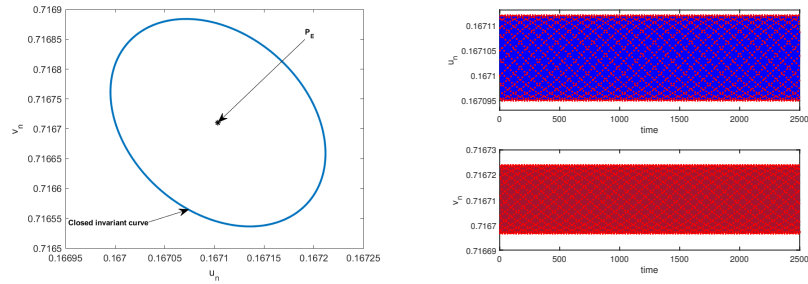 0.7169
0.71685
0.7168
0.71675
0.7167
0.71665
0.7166
0.71655
0.7165
v_n
P_E
Closed invariant curve
0.16695 0.167 0.16705 0.1671 0.16715 0.1672 0.16725
u_n
0.16711
0.167105
0.1671
0.167095
u_n
0 500 1000 1500 2000 2500
time
0.71673
0.71672
0.71671
0.7167
0.71669
v_n
0 500 1000 1500 2000 2500
time